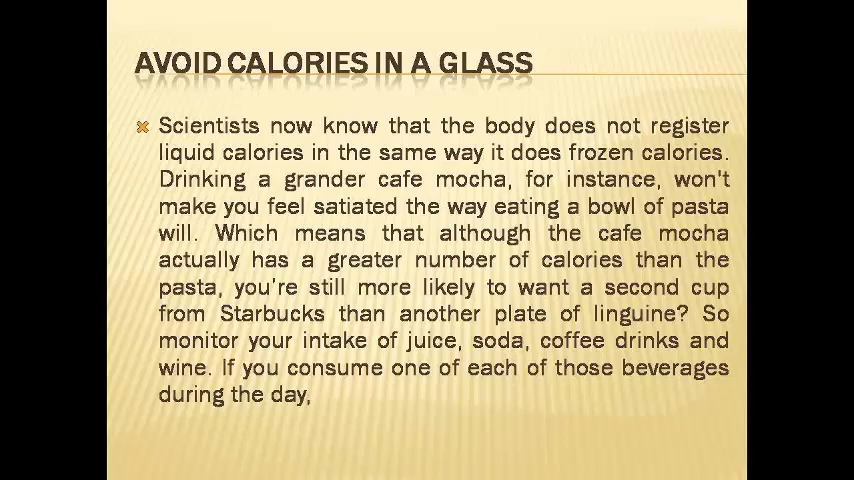 AVOID CALORIES IN A GLASS
Scientists now know that the body does not register
liquid calories in the same way it does frozen calories.
Drinking a grander cafe mocha, for instance, won't
make you feel satiated the way eating a bowl of pasta
will. Which means that although the cafe mocha
actually has a greater number of calories than the
pasta, you're still more likely to want a second cup
from Starbucks than another plate of linguine? So
monitor your intake of juice, soda, coffee drinks and
wine. If you consume one of each of those beverages
during the day,